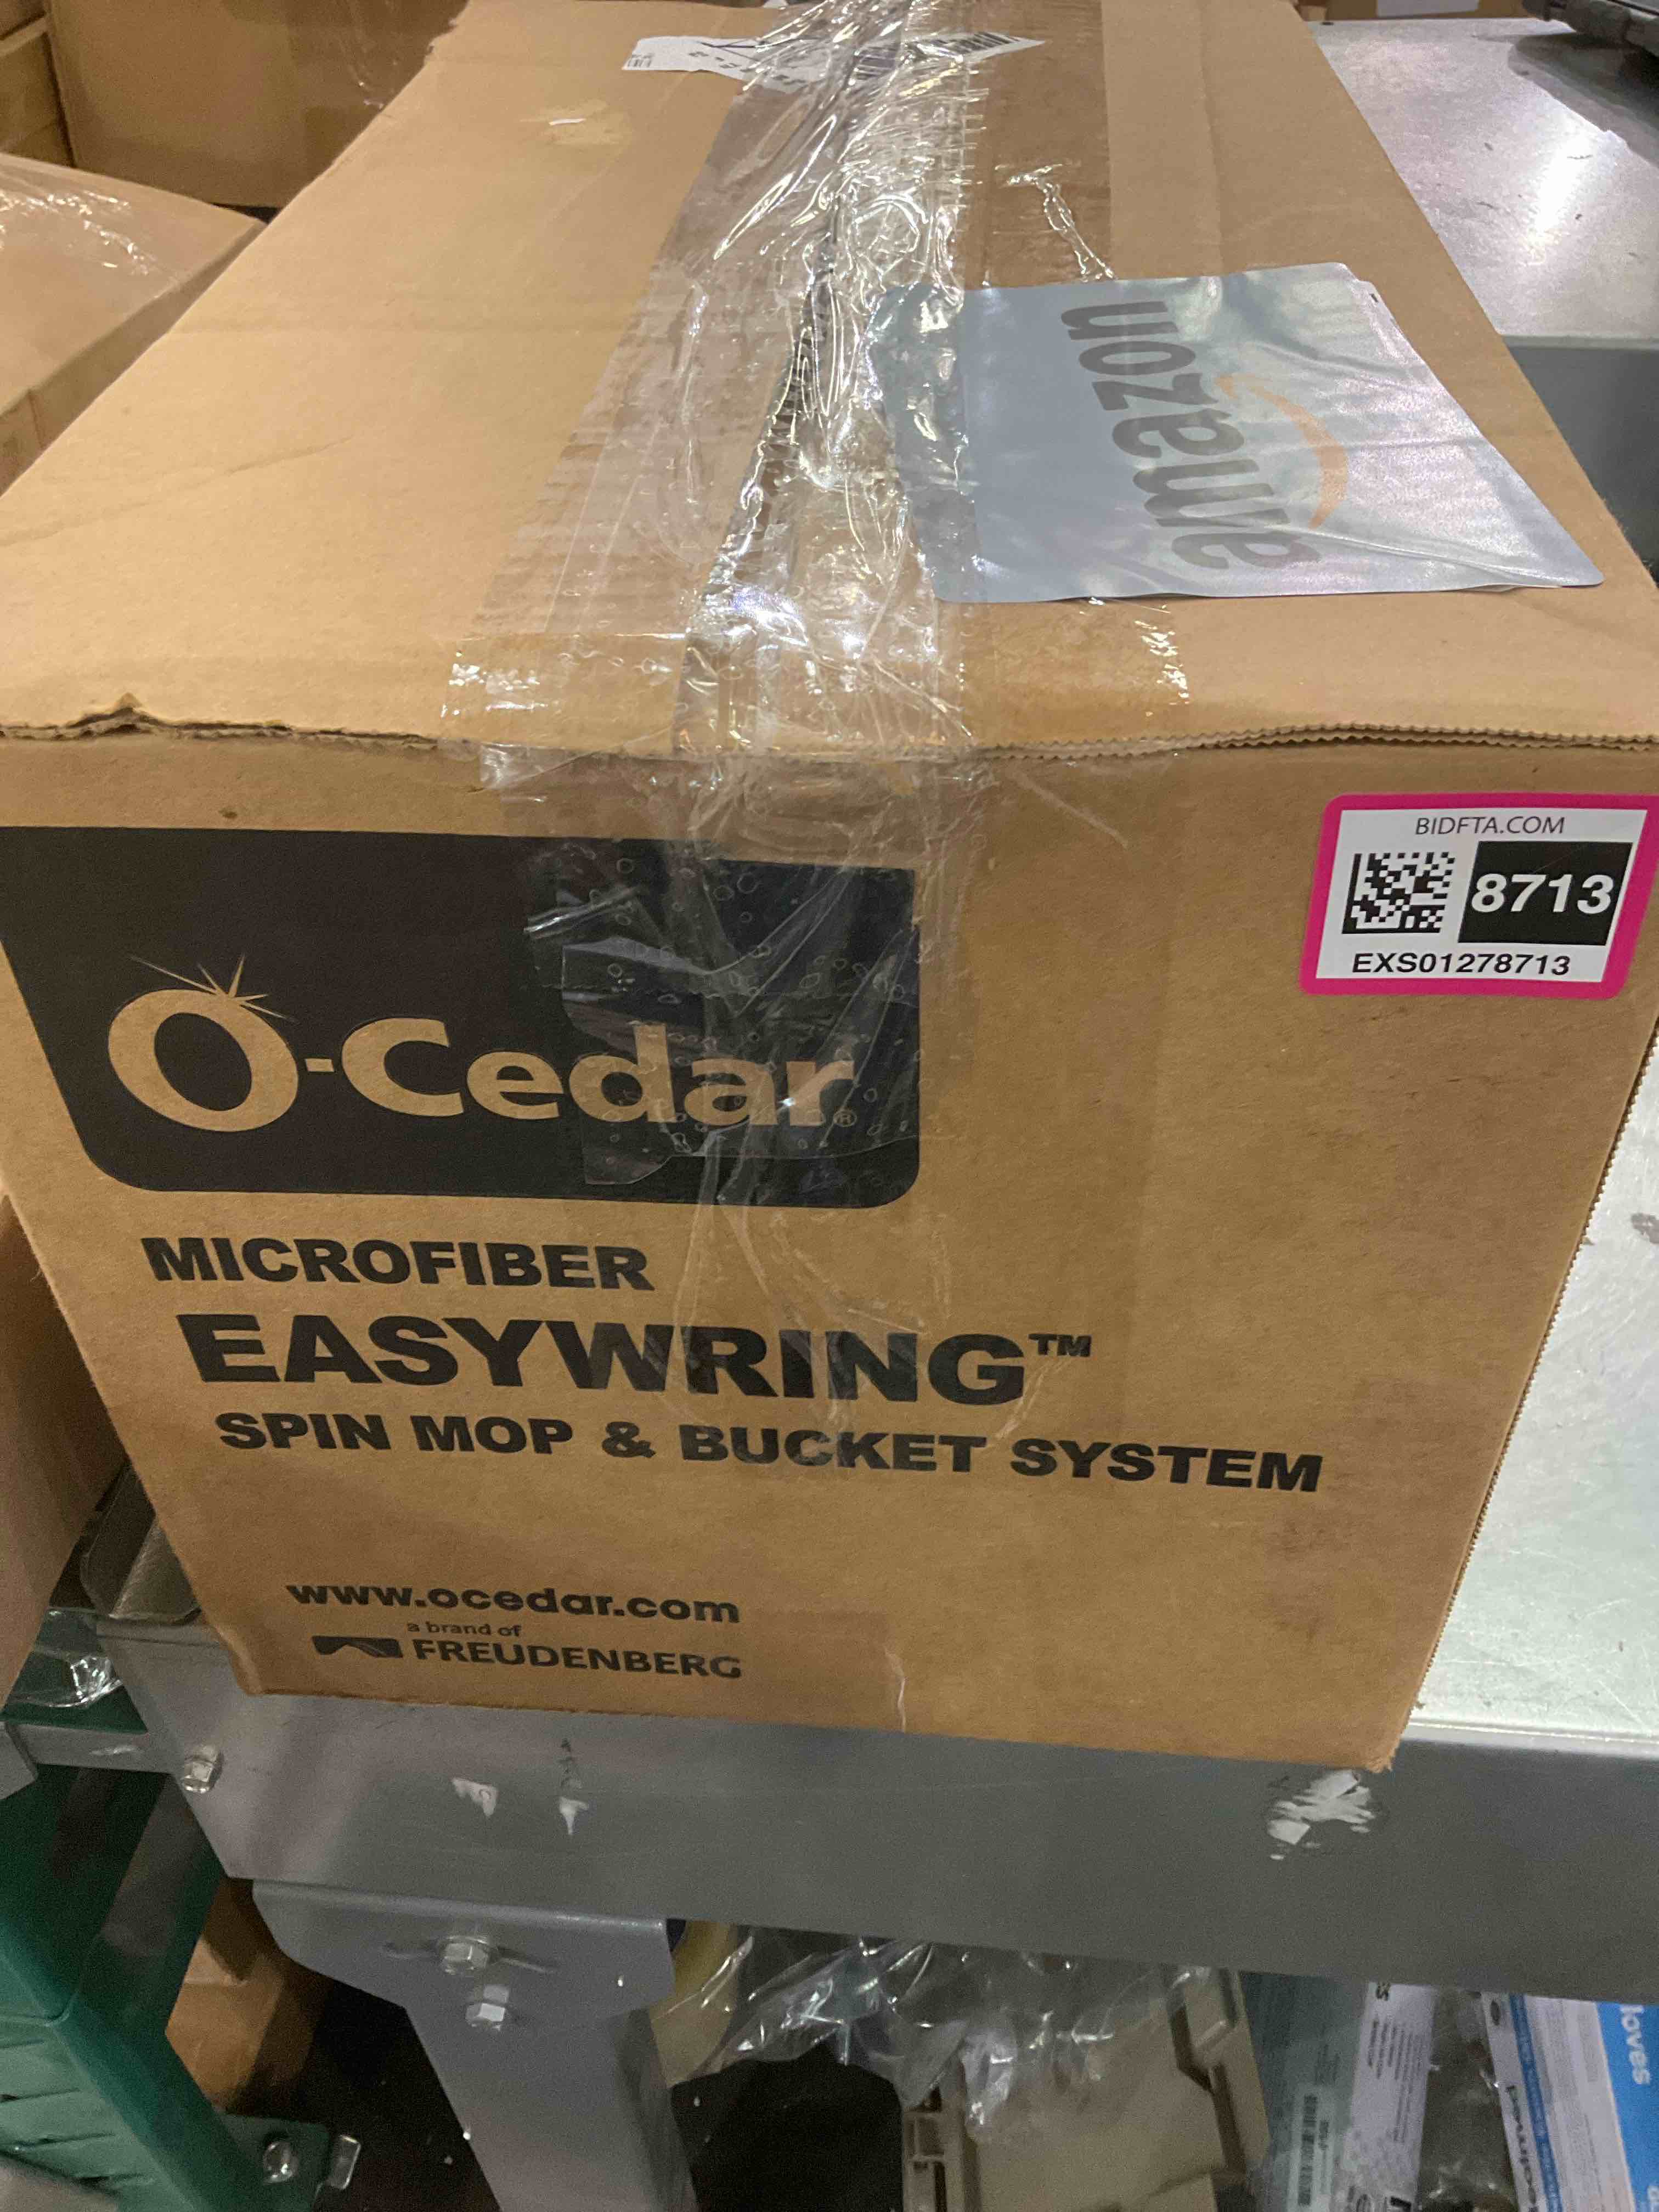 amazon
BIDFTA.COM
8713
EXS01278713
O-Cedar®
MICROFIBER
EASYWRING™
SPIN MOP & BUCKET SYSTEM
www.ocedar.com
a brand of
FREUDENBERG
loves